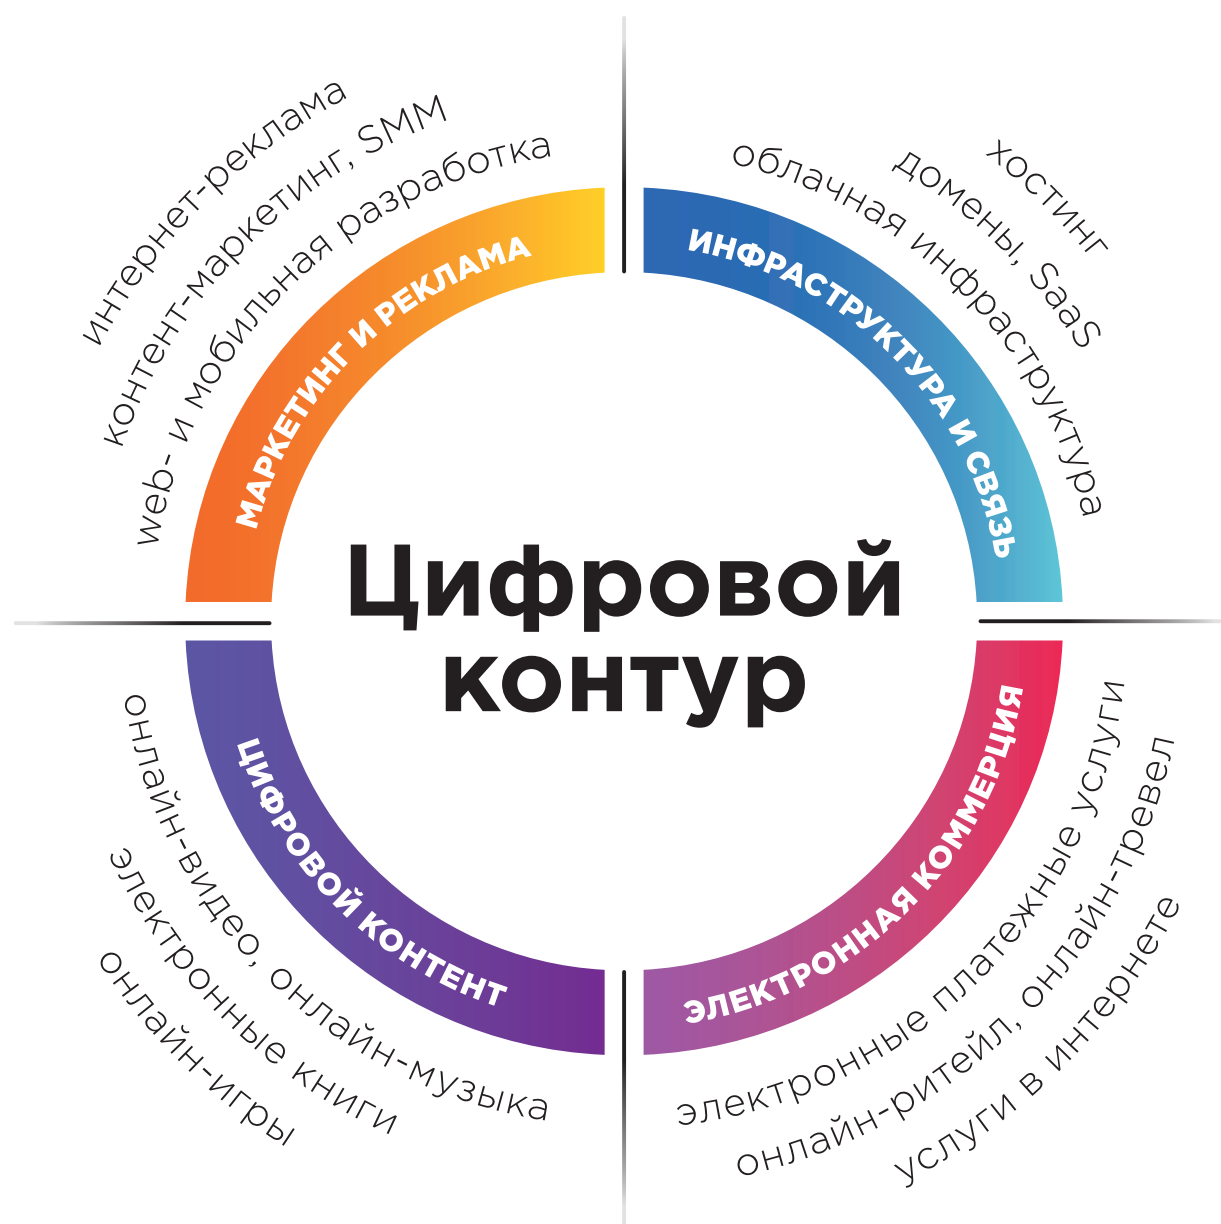 интернет-реклама
контент-маркетинг, SMM
web- и мобильная разработка
МАРКЕТИНГ И РЕКЛАМА
хостинг
домены, SaaS
облачная инфраструктура
ИНФРАСТРУКТУРА И СВЯЗЬ
Цифровой
контур
ЦИФРОВОЙ КОНТЕНТ
онлайн-видео, онлайн-музыка
электронные книги
онлайн-игры
ЭЛЕКТРОННАЯ КОММЕРЦИЯ
электронные платежные услуги
онлайн-ритейл, онлайн-тревел
услуги в интернете